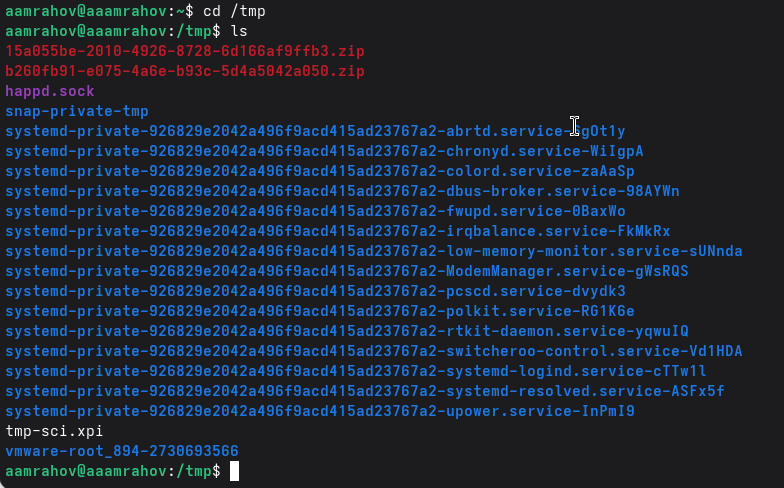 aamrahov@aaamrahov:~$ cd /tmp
aamrahov@aaamrahov:/tmp$ ls
15a055be-2010-4926-8728-6d166af9ffb3.zip
b260fb91-e075-4a6e-b93c-5d4a5042a050.zip
happd.sock
snap-private-tmp
systemd-private-926829e2042a496f9acd415ad23767a2-abrtd.service-6gOt1y
systemd-private-926829e2042a496f9acd415ad23767a2-chronyd.service-WiIgpA
systemd-private-926829e2042a496f9acd415ad23767a2-colord.service-zaAaSp
systemd-private-926829e2042a496f9acd415ad23767a2-dbus-broker.service-98AYWn
systemd-private-926829e2042a496f9acd415ad23767a2-fwupd.service-0BaxWo
systemd-private-926829e2042a496f9acd415ad23767a2-irqbalance.service-FkMkRx
systemd-private-926829e2042a496f9acd415ad23767a2-low-memory-monitor.service-sUNnda
systemd-private-926829e2042a496f9acd415ad23767a2-ModemManager.service-gWsRQS
systemd-private-926829e2042a496f9acd415ad23767a2-pcscd.service-dvydk3
systemd-private-926829e2042a496f9acd415ad23767a2-polkit.service-RG1K6e
systemd-private-926829e2042a496f9acd415ad23767a2-rtkit-daemon.service-yqwuIQ
systemd-private-926829e2042a496f9acd415ad23767a2-switcheroo-control.service-Vd1HDA
systemd-private-926829e2042a496f9acd415ad23767a2-systemd-logind.service-cTTw1l
systemd-private-926829e2042a496f9acd415ad23767a2-systemd-resolved.service-ASFx5f
systemd-private-926829e2042a496f9acd415ad23767a2-upower.service-InPmI9
tmp-sci.xpi
vmware-root_894-2730693566
aamrahov@aaamrahov:/tmp$